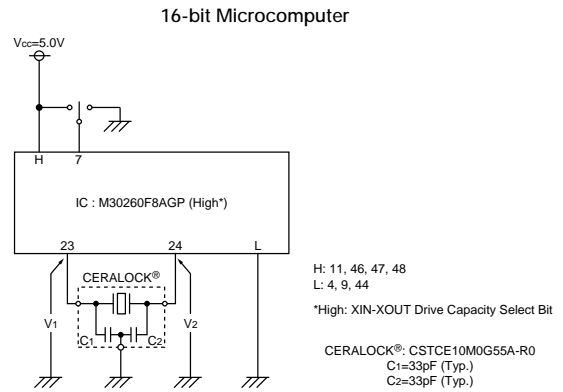 16-bit Microcomputer
Vcc=5.0V
H 7
IC : M30260F8AGP (High*)
23 24 L
CERALOCK®
V1 C1 C2 V2
H: 11, 46, 47, 48
L: 4, 9, 44
*High: XIN-XOUT Drive Capacity Select Bit
CERALOCK®: CSTCE10M0G55A-R0
C1=33pF (Typ.)
C2=33pF (Typ.)